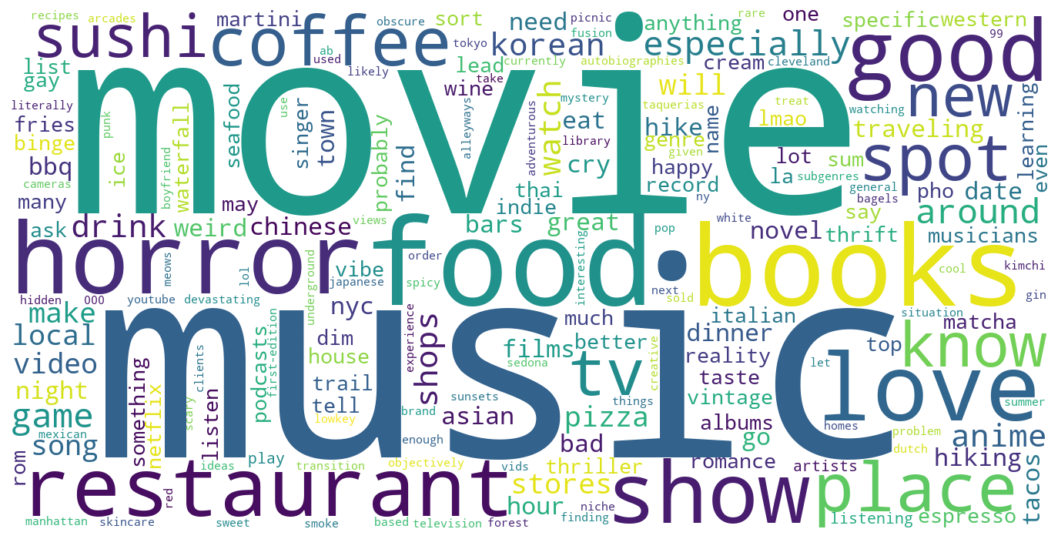 recipes arcades martini obscure sort need picnic anything rare one specific western
sushi coffee tokyo korean fusion especially 99 good
list ab used likely lead currently autobiographies cream cleveland
gay movie wine take will treat watching new
literally fries punk cameras binge bbq ice boyfriend waterfall seafood singer use town probably find alleyways eat adventurous mystery library watch taquerias hike genre given name lmao traveling spot learning even
many may cry happy lot sum subgenres general
thai record la pho bagels date
views indie ny say around
ask drink weird chinese bars great white novel thrift musicians
horror food books
meows lol vibe japanese order spicy interesting pop next cool kimchi
hidden 000 youtube devastating underground sold gin
make nyc much italian situation matcha
local dim experience shops films better dinner top know
video podcasts first-edition house sedona tv creative reality let
night clients trail sunsets things taste love
game netflix something scary listen tell brand asian pizza vintage homes summer
music lowkey albums
song mexican enough bad go problem anime
rom ideas play transition objectively vids thriller romance artists dutch hiking
restaurant red hour stores niche show place tacos
manhattan skincare sweet smoke based television forest finding listening espresso